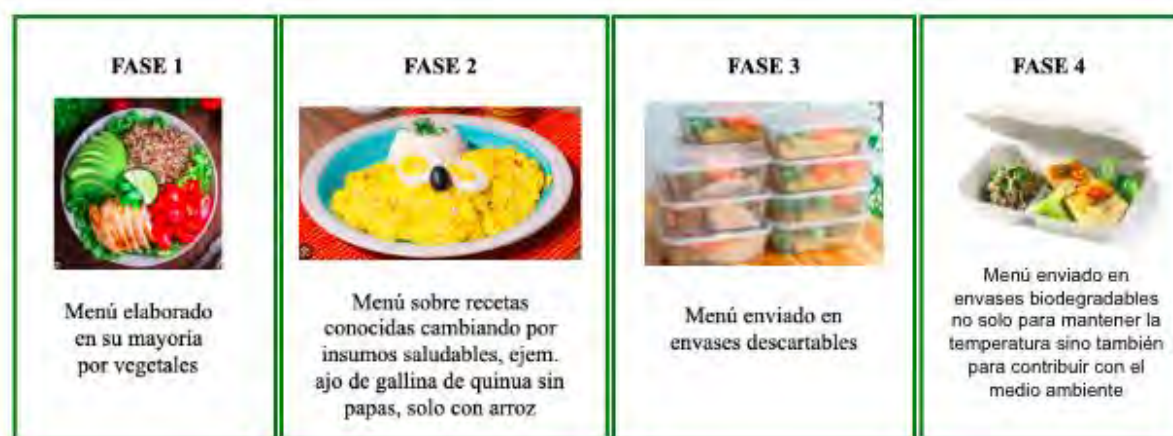 FASE 1
Menú elaborado
en su mayoría
por vegetales
FASE 2
Menú sobre recetas
conocidas cambiando por
insumos saludables, ejem.
ajo de gallina de quinua sin
papas, solo con arroz
FASE 3
Menú enviado en
envases descartables
FASE 4
Menú enviado en
envases biodegradables
no solo para mantener la
temperatura sino también
para contribuir con el
medio ambiente